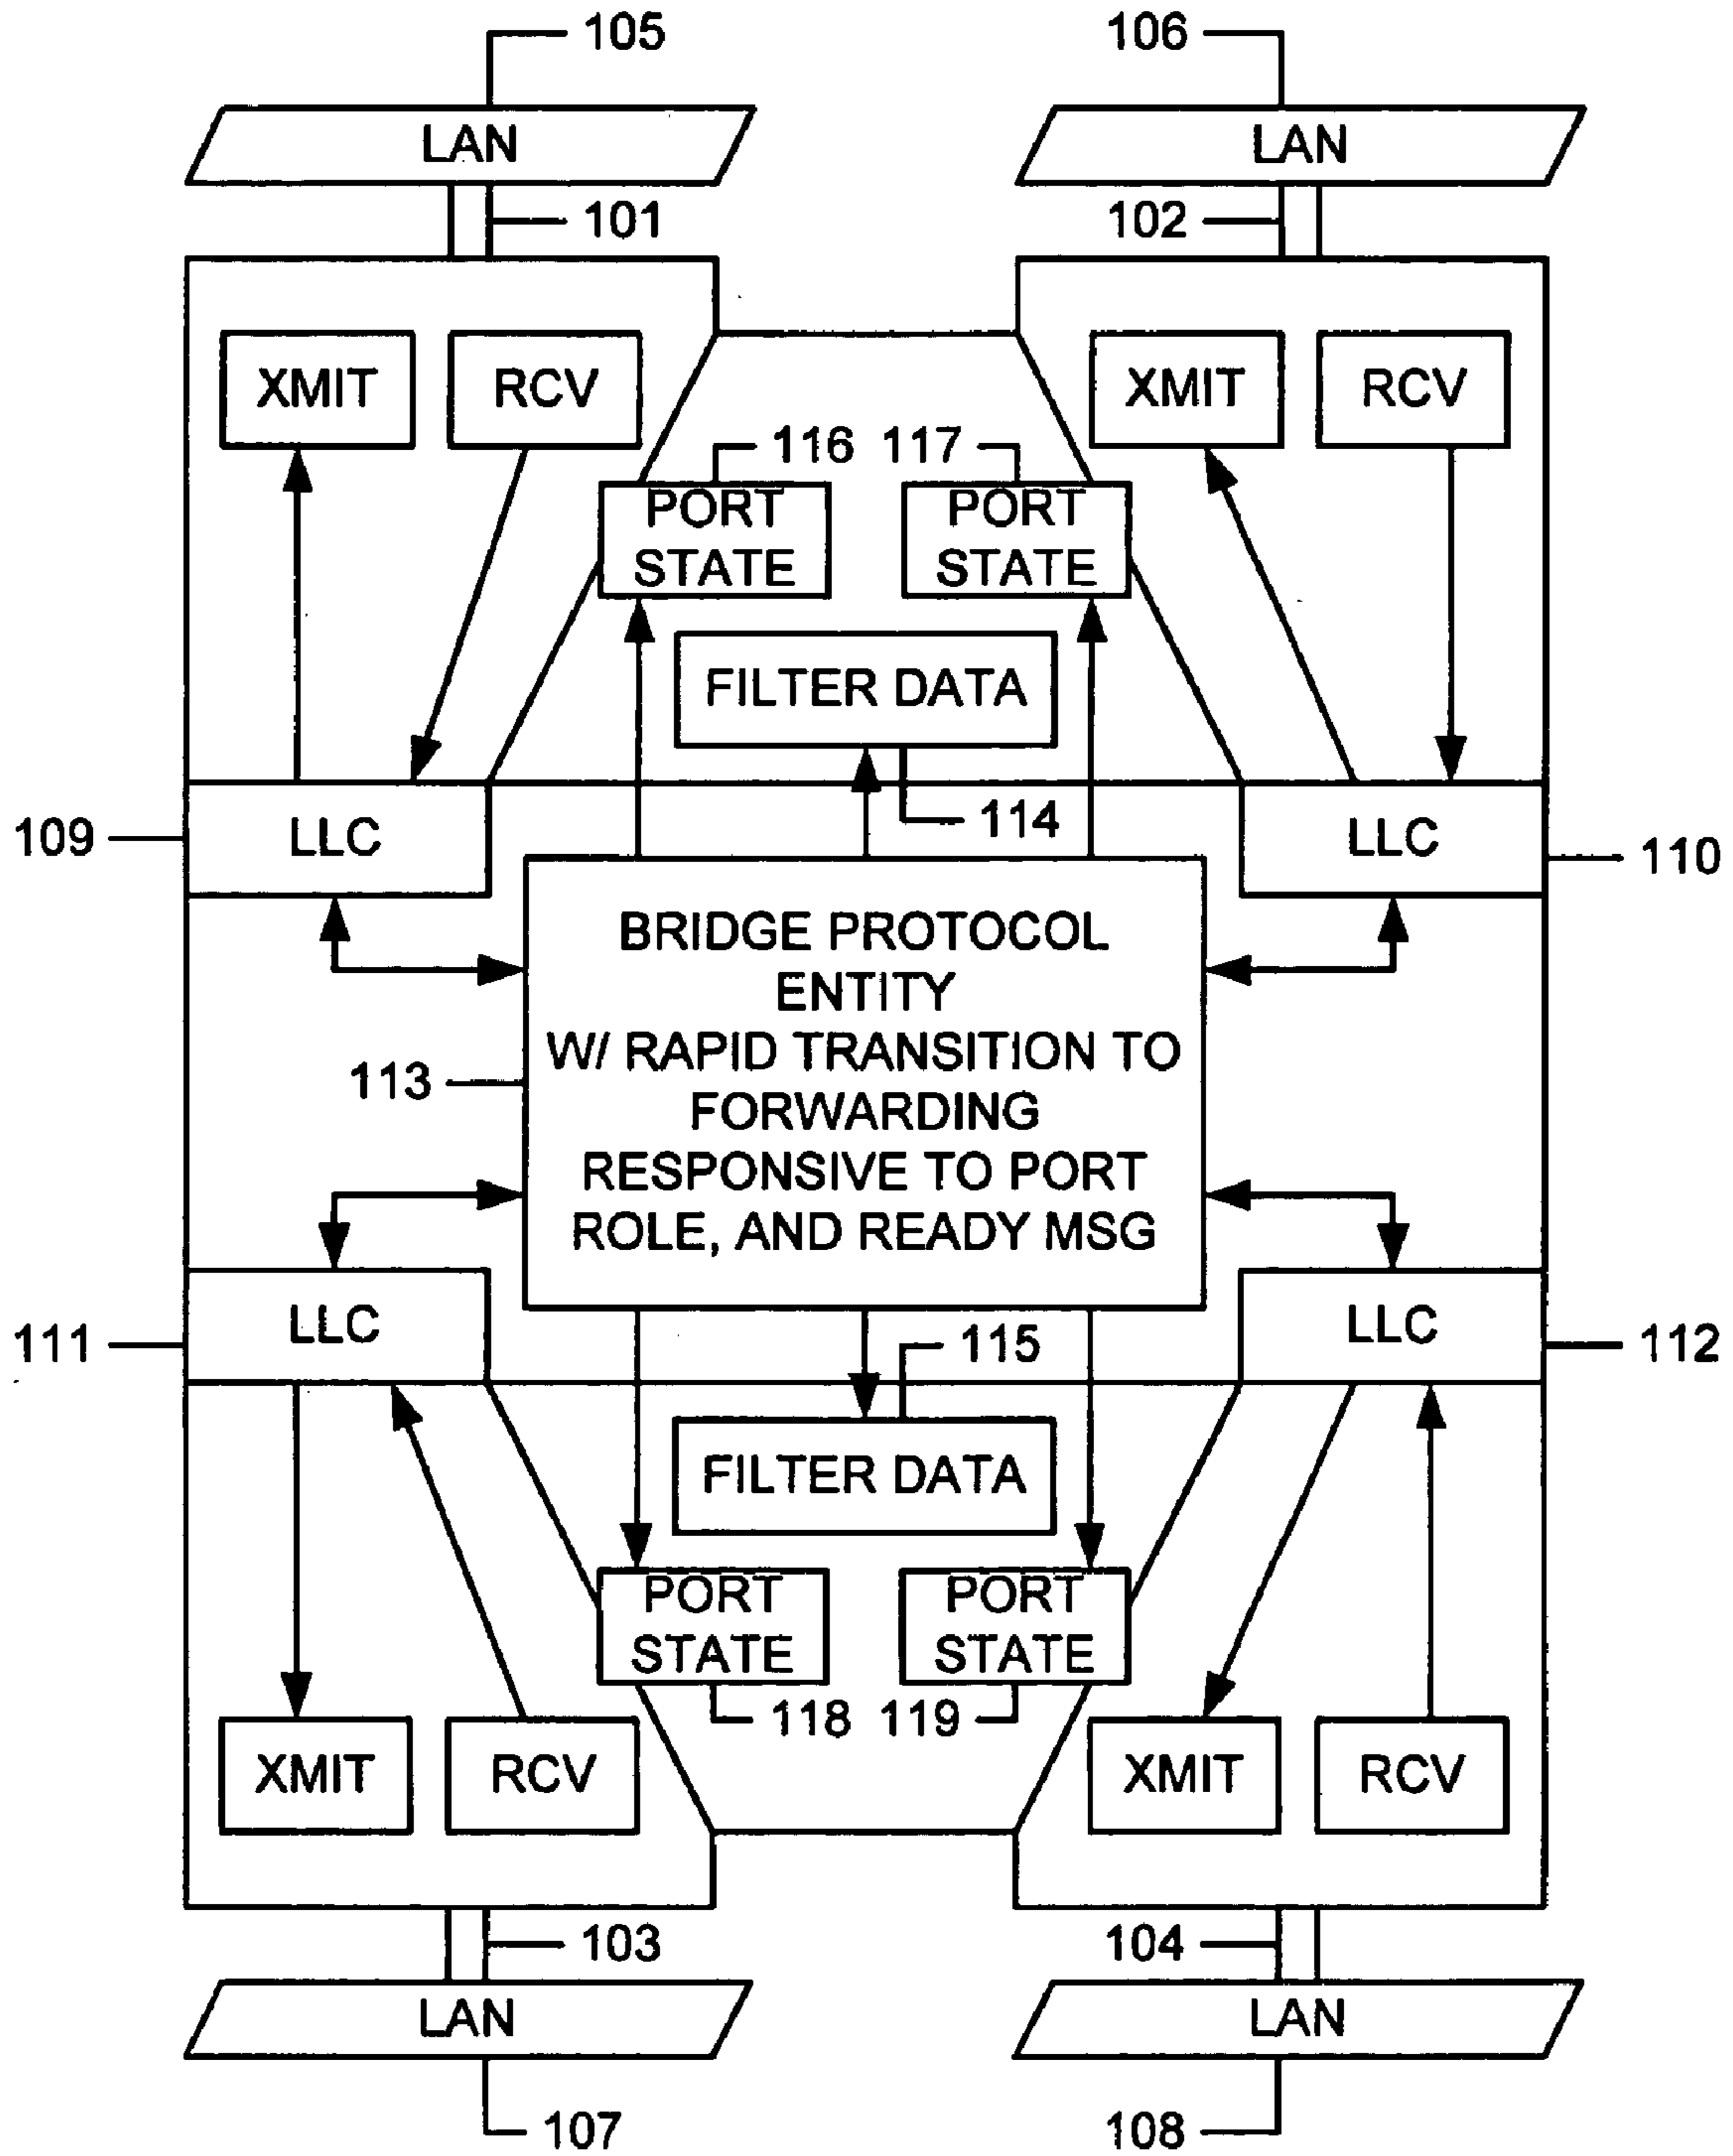 105
106
LAN
LAN
101
102
XMIT
RCV
XMIT
RCV
116
117
PORT
STATE
PORT
STATE
FILTER DATA
114
109
LLC
LLC
110
BRIDGE PROTOCOL
ENTITY
W/ RAPID TRANSITION TO
FORWARDING
RESPONSIVE TO PORT
ROLE, AND READY MSG
113
111
LLC
LLC
112
115
FILTER DATA
PORT
STATE
PORT
STATE
118
119
XMIT
RCV
XMIT
RCV
103
104
LAN
LAN
107
108